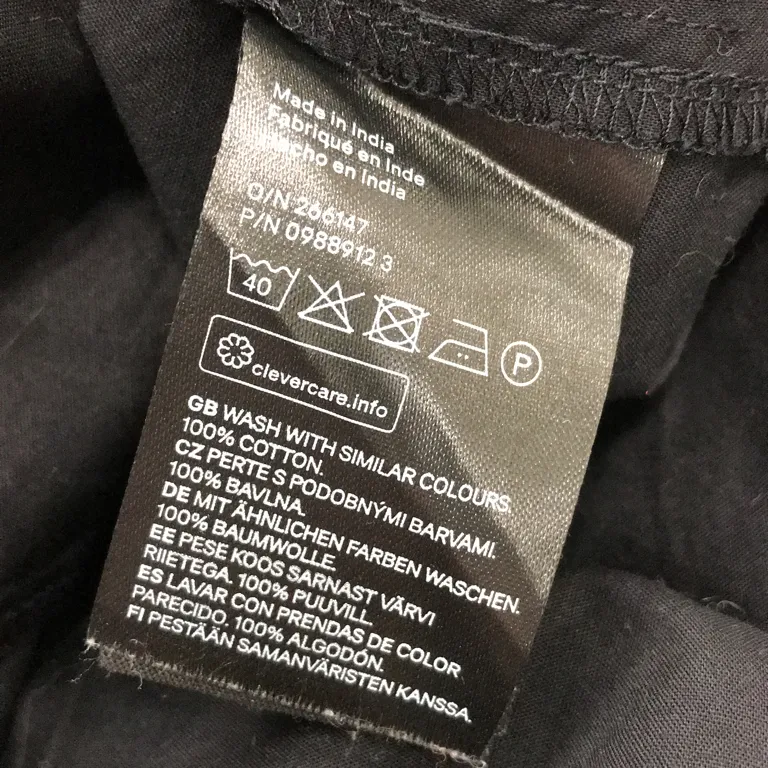 Made in India
Fabriqué en Inde
Hecho en India
O/N 266147
P/N 0988912 3
40
P
clevercare.info
GB WASH WITH SIMILAR COLOURS.
100% COTTON.
CZ PERTE S PODOBNÝMI BARVAMI.
100% BAVLNA.
DE MIT ÄHNLICHEN FARBEN WASCHEN.
100% BAUMWOLLE.
EE PESE KOOS SARNAST VÄRVI
RIIETEGA. 100% PUUVILL.
ES LAVAR CON PRENDAS DE COLOR
PARECIDO. 100% ALGODÓN.
FI PESTÄÄN SAMANVÄRISTEN KANSSA.